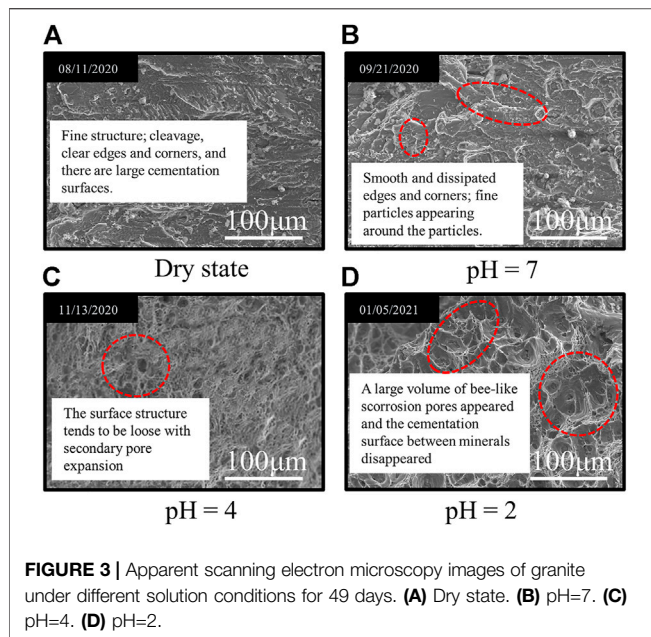 A
08/11/2020
Fine structure; cleavage,
clear edges and corners, and
there are large cementation
surfaces.
100μm
Dry state
B
09/21/2020
Smooth and dissipated
edges and corners; fine
particles appearing
around the particles.
100μm
pH = 7
C
11/13/2020
The surface structure
tends to be loose with
secondary pore
expansion
100μm
pH = 4
D
01/05/2021
A large volume of bee-like
scorrosion pores appeared
and the cementation
surface between minerals
disappeared
100μm
pH = 2
FIGURE 3 | Apparent scanning electron microscopy images of granite
under different solution conditions for 49 days. (A) Dry state. (B) pH=7. (C)
pH=4. (D) pH=2.